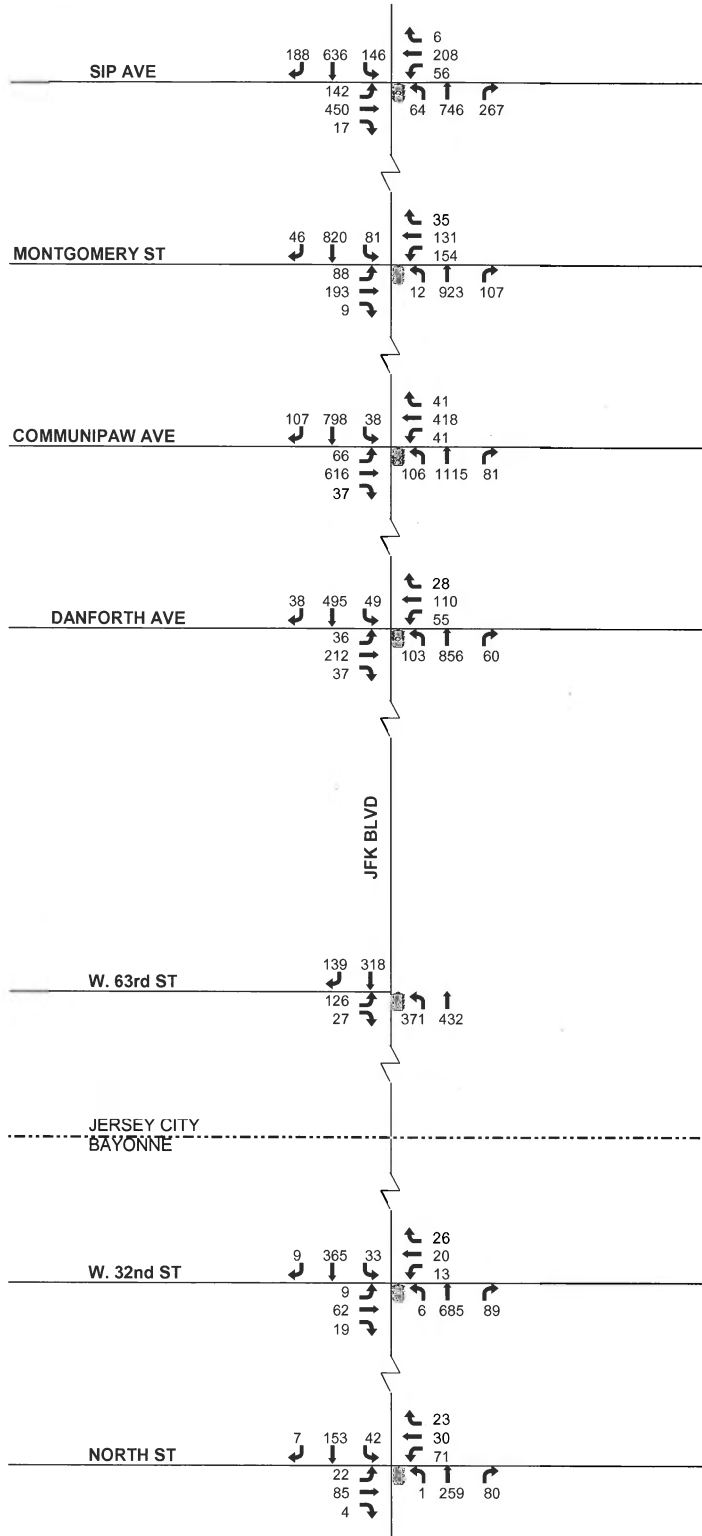 6
188 636 146 208
SIP AVE 56
142
450 64 746 267
17
35
46 820 81 131
MONTGOMERY ST 154
88
193 12 923 107
9
41
107 798 38 418
COMMUNIPAW AVE 41
66
616 106 1115 81
37
28
38 495 49 110
DANFORTH AVE 55
36
212 103 856 60
37
JFK BLVD
139 318
W. 63rd ST
126
27 371 432
JERSEY CITY
BAYONNE
26
9 365 33 20
W. 32nd ST 13
9
62 6 685 89
19
23
7 153 42 30
NORTH ST 71
22
85 1 259 80
4